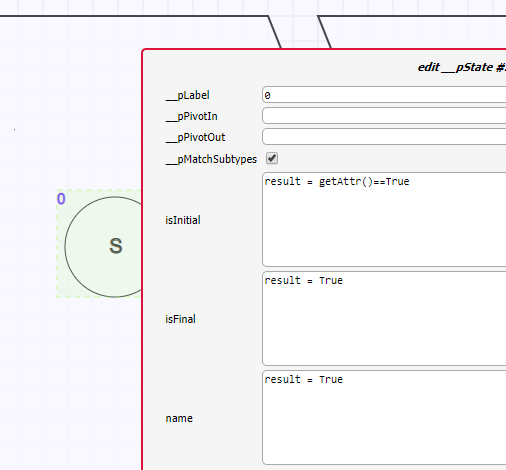 edit __pState #
__pLabel
0
__pPivotIn
__pPivotOut
__pMatchSubtypes
0
S
isInitial
result = getAttr()==True
isFinal
result = True
name
result = True